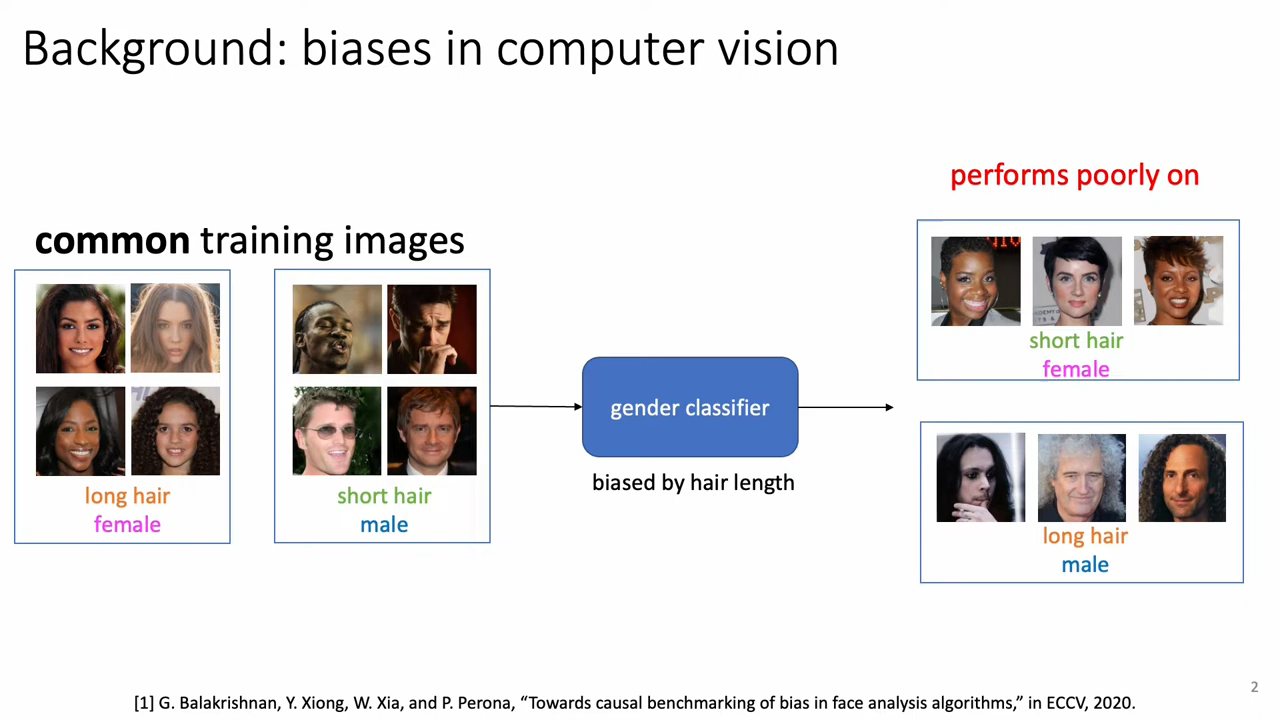 Background: biases in computer vision
performs poorly on
common training images
short hair
female
gender classifier
biased by hair length
long hair
female
short hair
male
long hair
male
2
[1] G. Balakrishnan, Y. Xiong, W. Xia, and P. Perona, “Towards causal benchmarking of bias in face analysis algorithms,” in ECCV, 2020.